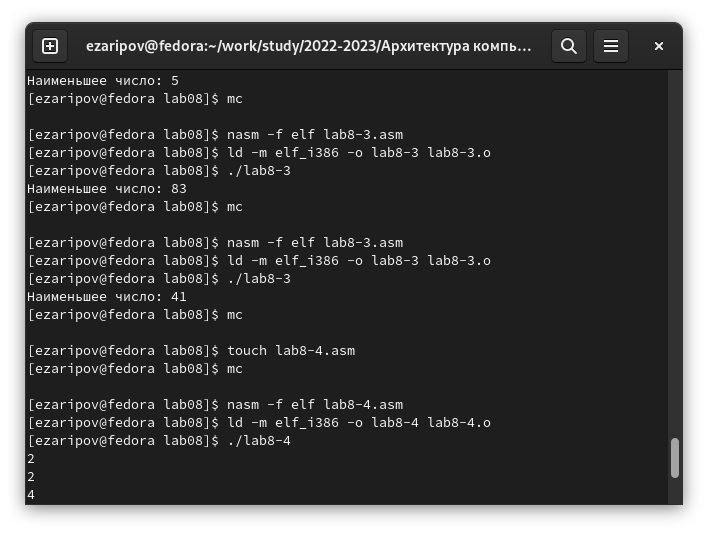 ezaripov@fedora:~/work/study/2022-2023/Архитектура компь...
Наименьшее число: 5
[ezaripov@fedora lab08]$ mc
[ezaripov@fedora lab08]$ nasm -f elf lab8-3.asm
[ezaripov@fedora lab08]$ ld -m elf_i386 -o lab8-3 lab8-3.o
[ezaripov@fedora lab08]$ ./lab8-3
Наименьшее число: 83
[ezaripov@fedora lab08]$ mc
[ezaripov@fedora lab08]$ nasm -f elf lab8-3.asm
[ezaripov@fedora lab08]$ ld -m elf_i386 -o lab8-3 lab8-3.o
[ezaripov@fedora lab08]$ ./lab8-3
Наименьшее число: 41
[ezaripov@fedora lab08]$ mc
[ezaripov@fedora lab08]$ touch lab8-4.asm
[ezaripov@fedora lab08]$ mc
[ezaripov@fedora lab08]$ nasm -f elf lab8-4.asm
[ezaripov@fedora lab08]$ ld -m elf_i386 -o lab8-4 lab8-4.o
[ezaripov@fedora lab08]$ ./lab8-4
2
2
4